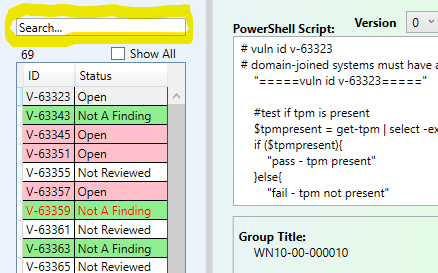 Search...
69
Show All
ID Status
V-63323 Open
V-63343 Not A Finding
V-63345 Open
V-63351 Open
V-63355 Not Reviewed
V-63357 Open
V-63359 Not A Finding
V-63361 Not Reviewed
V-63363 Not A Finding
V-63365 Not Reviewed
PowerShell Script:
Version 0
# vuln id v-63323
# domain-joined systems must have a
"=====vuln id v-63323====="
#test if tpm is present
$tpmpresent = get-tpm | select -ex
if ($tpmpresent){
"pass - tpm present"
}else{
"fail - tpm not present"
Group Title:
WN10-00-000010